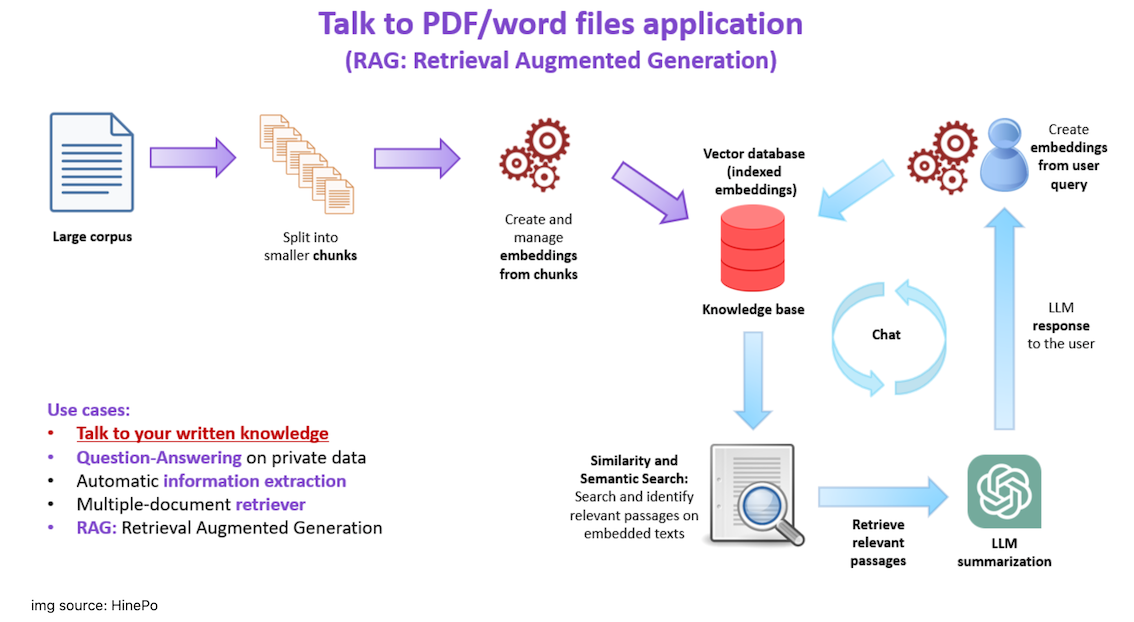 Talk to PDF/word files application
(RAG: Retrieval Augmented Generation)
Large corpus
Split into
smaller chunks
Create and
manage
embeddings
from chunks
Vector database
(indexed
embeddings)
Knowledge base
Create
embeddings
from user
query
Chat
LLM
response
to the user
Similarity and
Semantic Search:
Search and identify
relevant passages on
embedded texts
Retrieve
relevant
passages
LLM
summarization
Use cases:
• Talk to your written knowledge
• Question-Answering on private data
• Automatic information extraction
• Multiple-document retriever
• RAG: Retrieval Augmented Generation
img source: HinePo